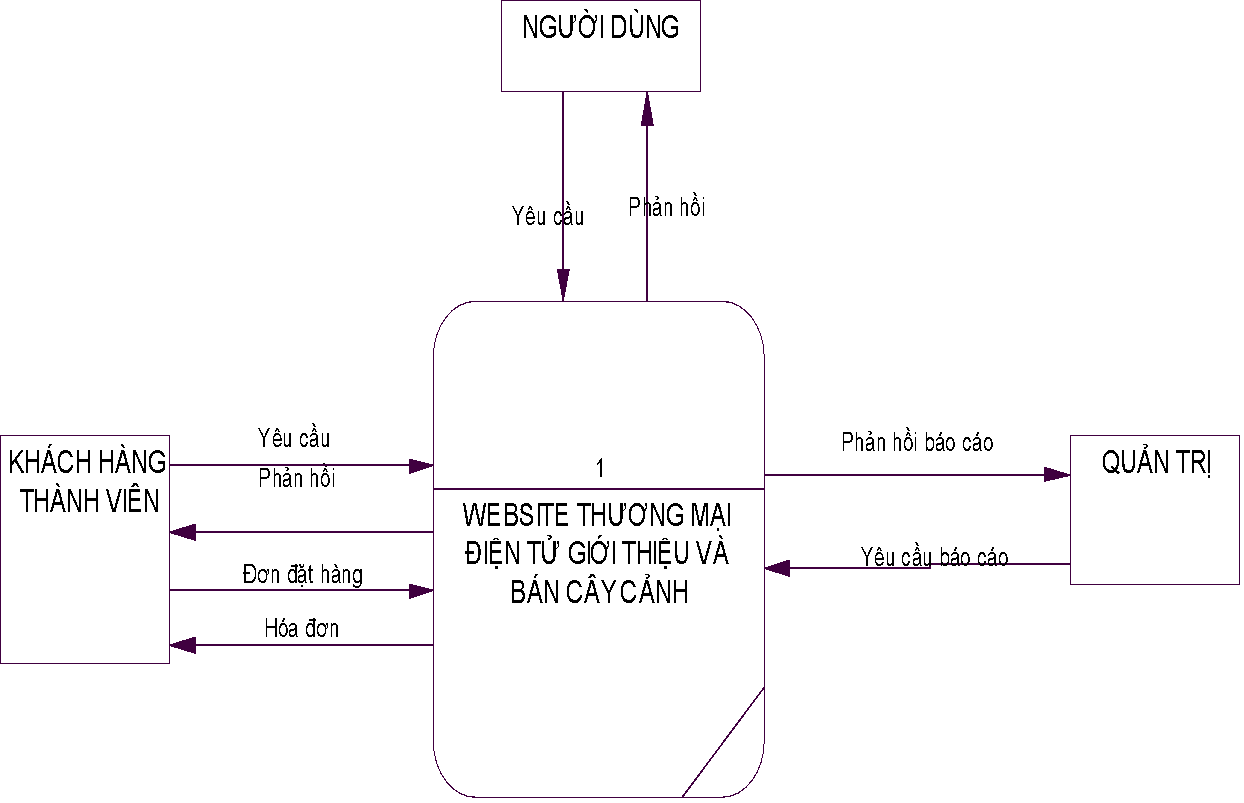 NGƯỜI DÙNG
Yêu cầu
Phản hồi
KHÁCH HÀNG
THÀNH VIÊN
Yêu cầu
Phản hồi
Đơn đặt hàng
Hóa đơn
1
WEBSITE THƯƠNG MẠI
ĐIỆN TỬ GIỚI THIỆU VÀ
BÁN CÂY CẢNH
Phản hồi báo cáo
Yêu cầu báo cáo
QUẢN TRỊ